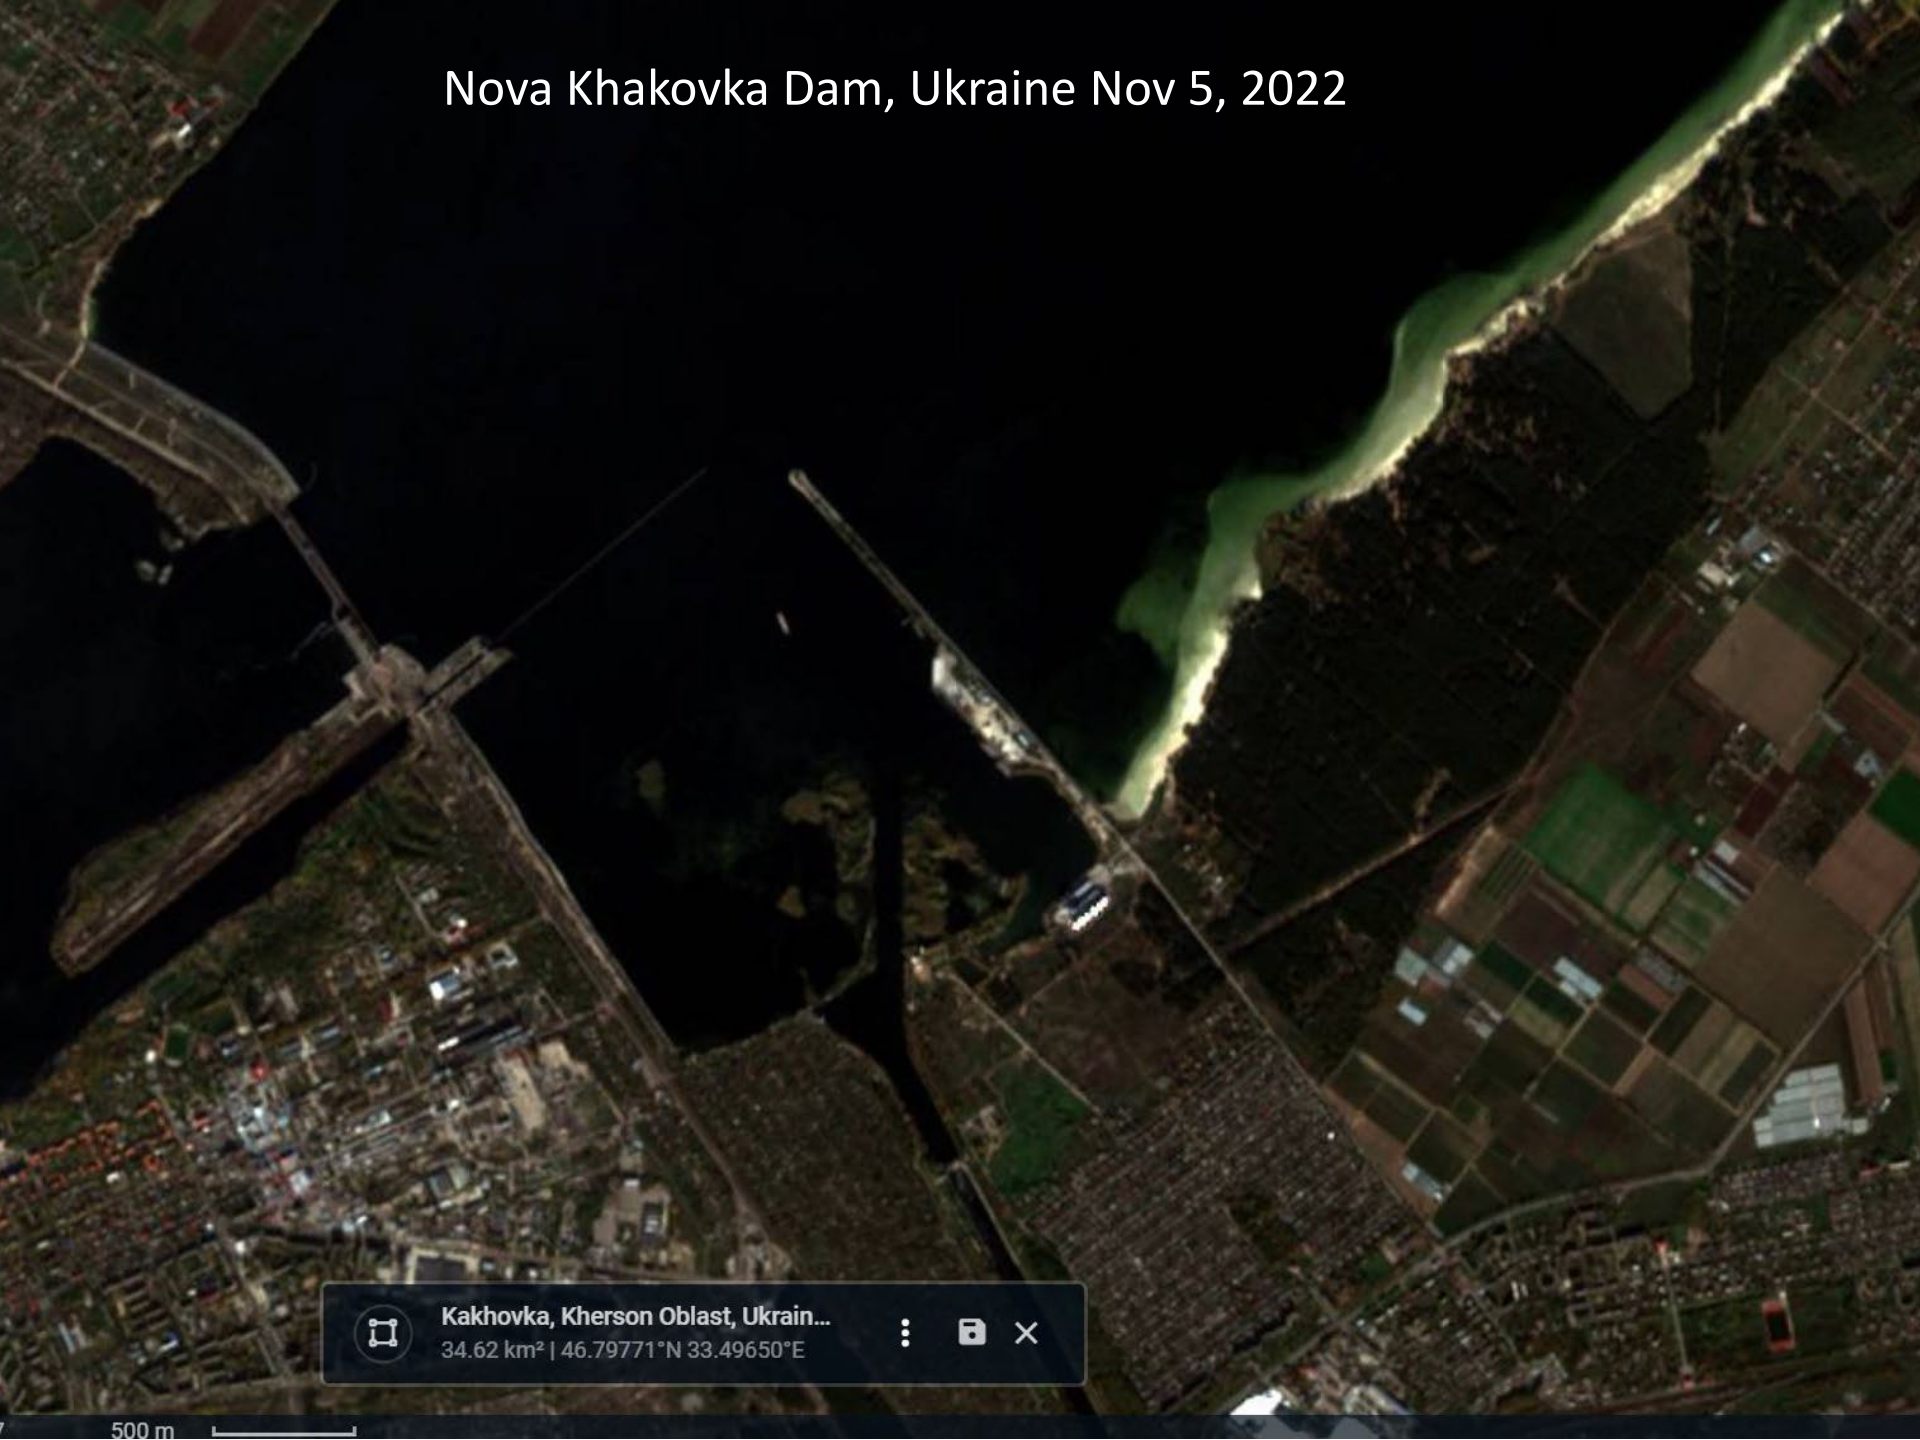 Nova Khakovka Dam, Ukraine Nov 5, 2022
Kakhovka, Kherson Oblast, Ukrain...
34.62 km² | 46.79771°N 33.49650°E
500 m